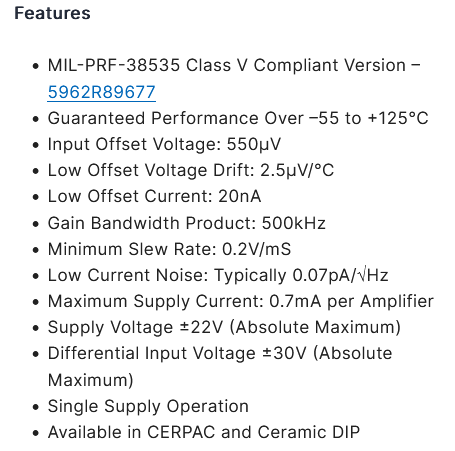 Features
• MIL-PRF-38535 Class V Compliant Version –
5962R89677
• Guaranteed Performance Over –55 to +125°C
• Input Offset Voltage: 550µV
• Low Offset Voltage Drift: 2.5µV/°C
• Low Offset Current: 20nA
• Gain Bandwidth Product: 500kHz
• Minimum Slew Rate: 0.2V/mS
• Low Current Noise: Typically 0.07pA/√Hz
• Maximum Supply Current: 0.7mA per Amplifier
• Supply Voltage ±22V (Absolute Maximum)
• Differential Input Voltage ±30V (Absolute
Maximum)
• Single Supply Operation
• Available in CERPAC and Ceramic DIP